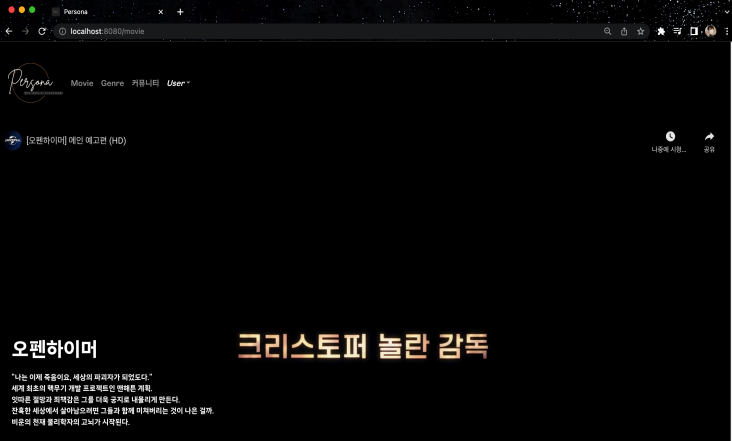 Persona
localhost:8080/movie
Persona
Movie
Genre
커뮤니티
User
[오펜하이머] 메인 예고편 (HD)
나중에 시청...
공유
크리스토퍼 놀란 감독
오펜하이머
"나는 이제 죽음이요, 세상의 파괴자가 되었도다."
세계 최초의 핵무기 개발 프로젝트인 맨해튼 계획.
잇따른 절망과 죄책감은 그를 더욱 궁지로 내몰리게 만든다.
잔혹한 세상에서 살아남으려면 그들과 함께 미쳐버리는 것이 나은 걸까.
비운의 천재 물리학자의 고뇌가 시작된다.